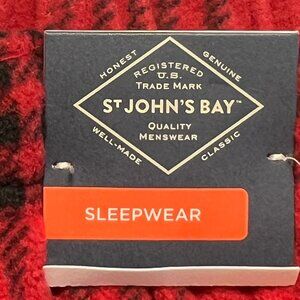 HONEST
GENUINE
REGISTERED
U.S.
TRADE MARK
ST JOHN'S BAY™
QUALITY
MENSWEAR
WELL-MADE
CLASSIC
SLEEPWEAR